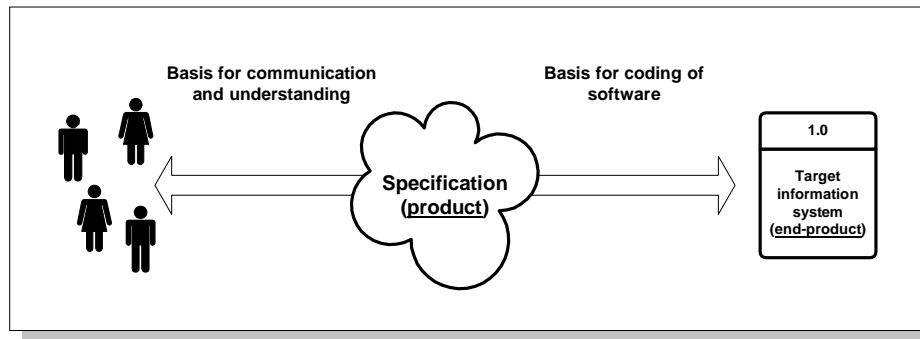 Basis for communication
and understanding
Basis for coding of
software
Specification
(product)
1.0
Target
information
system
(end-product)